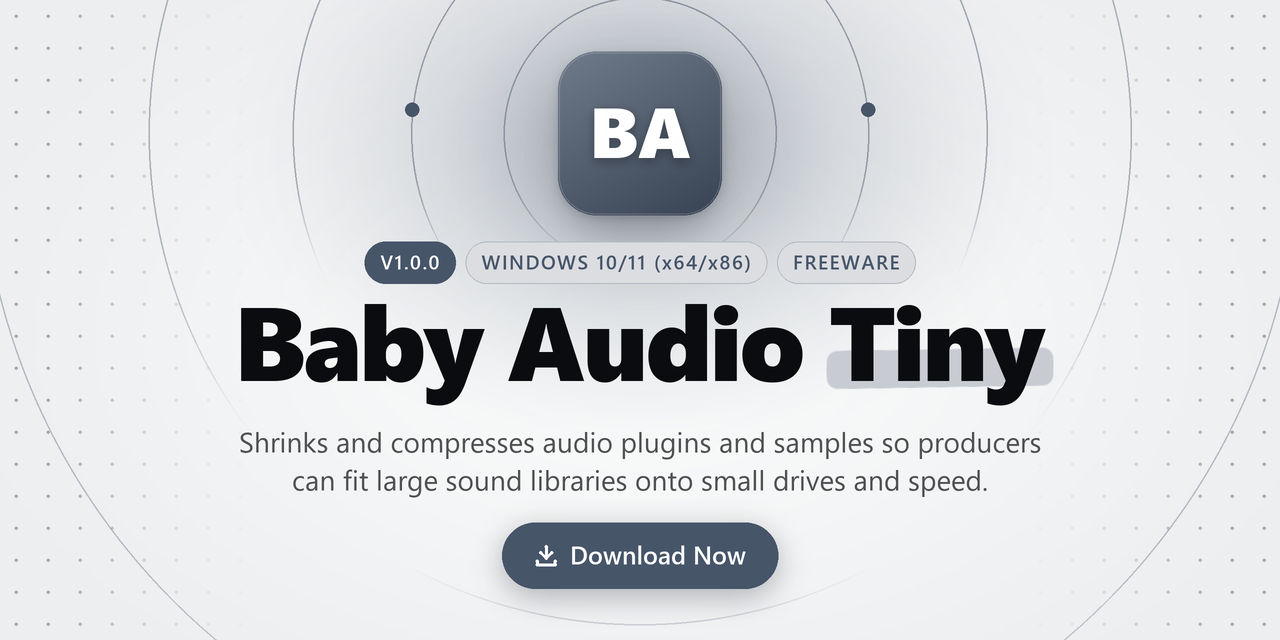 BA
V1.0.0 WINDOWS 10/11 (x64/x86) FREEWARE
Baby Audio Tiny
Shrinks and compresses audio plugins and samples so producers
can fit large sound libraries onto small drives and speed.
Download Now